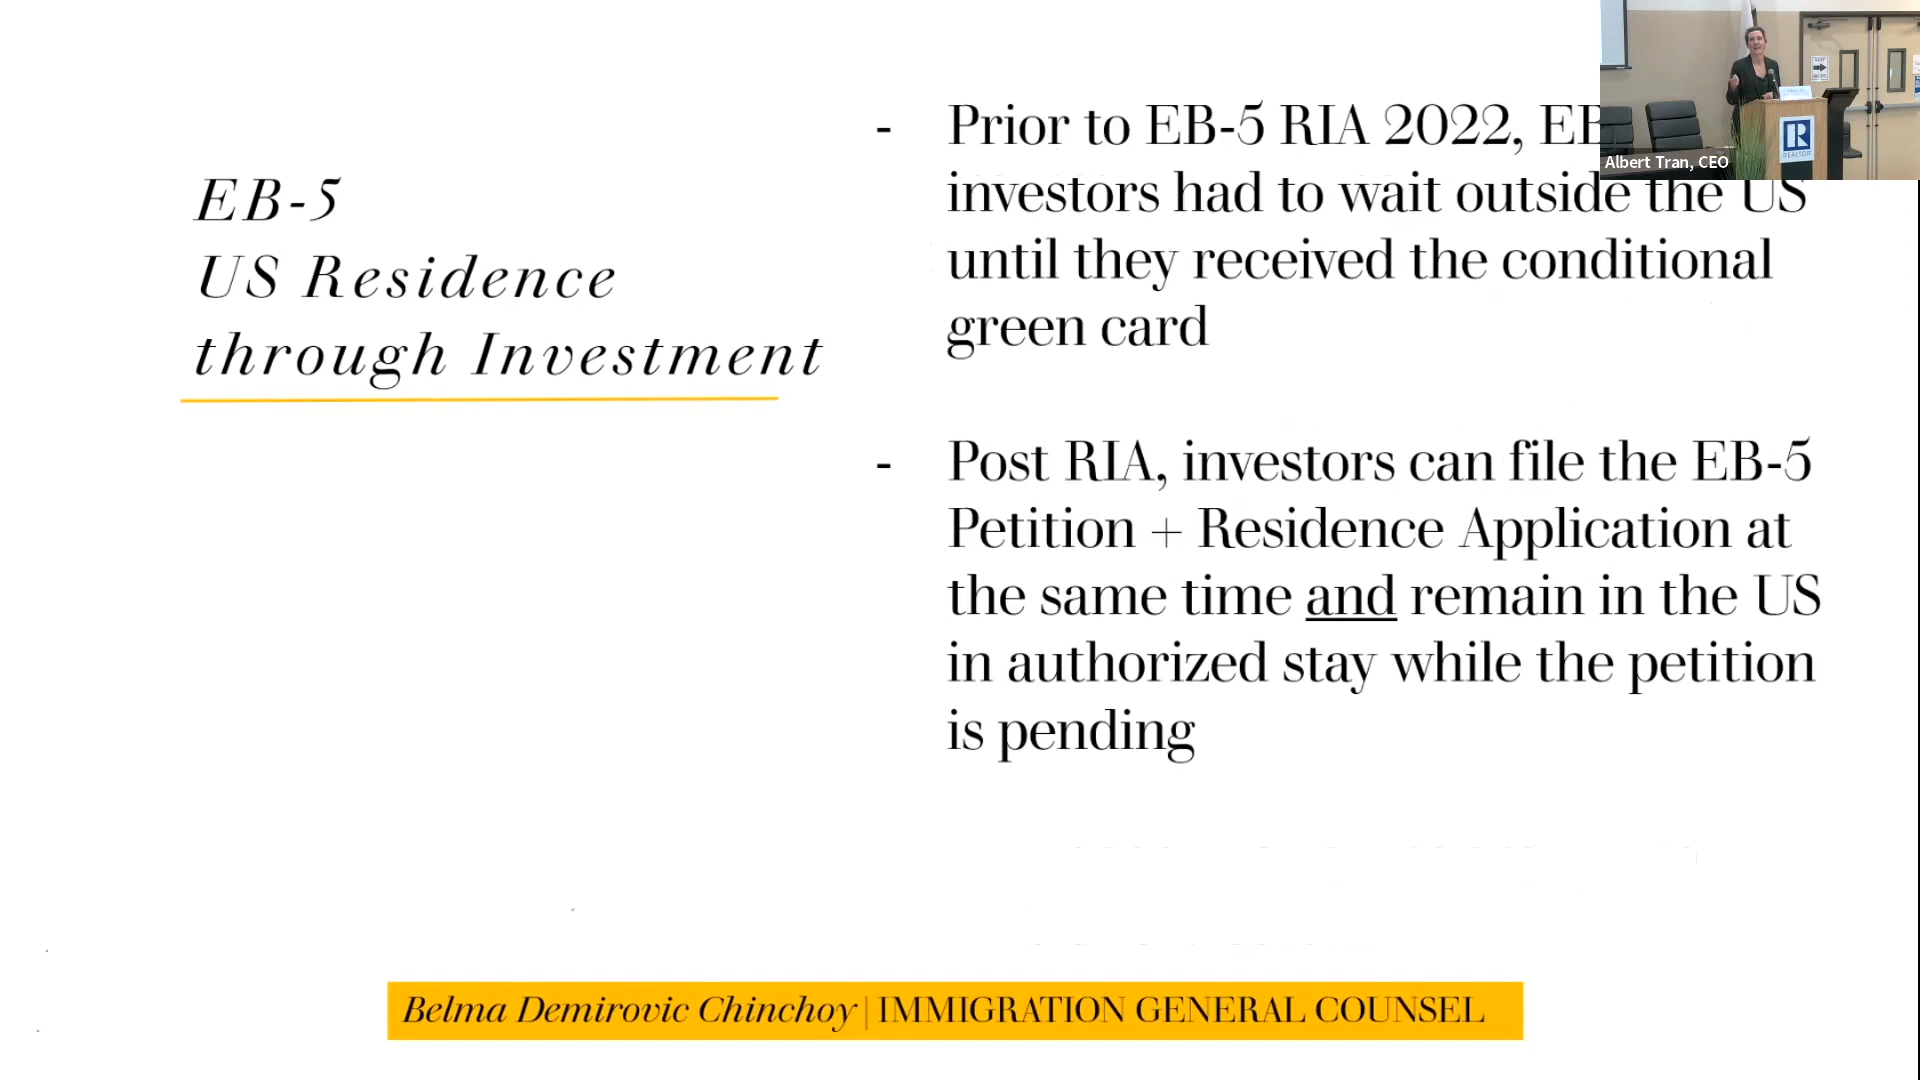 EB-5
US Residence
through Investment
- Prior to EB-5 RIA 2022, EB
investors had to wait outside the US
until they received the conditional
green card
- Post RIA, investors can file the EB-5
Petition + Residence Application at
the same time and remain in the US
in authorized stay while the petition
is pending
Albert Tran, CEO
R
REALTOR
Belma Demirovic Chinchoy | IMMIGRATION GENERAL COUNSEL